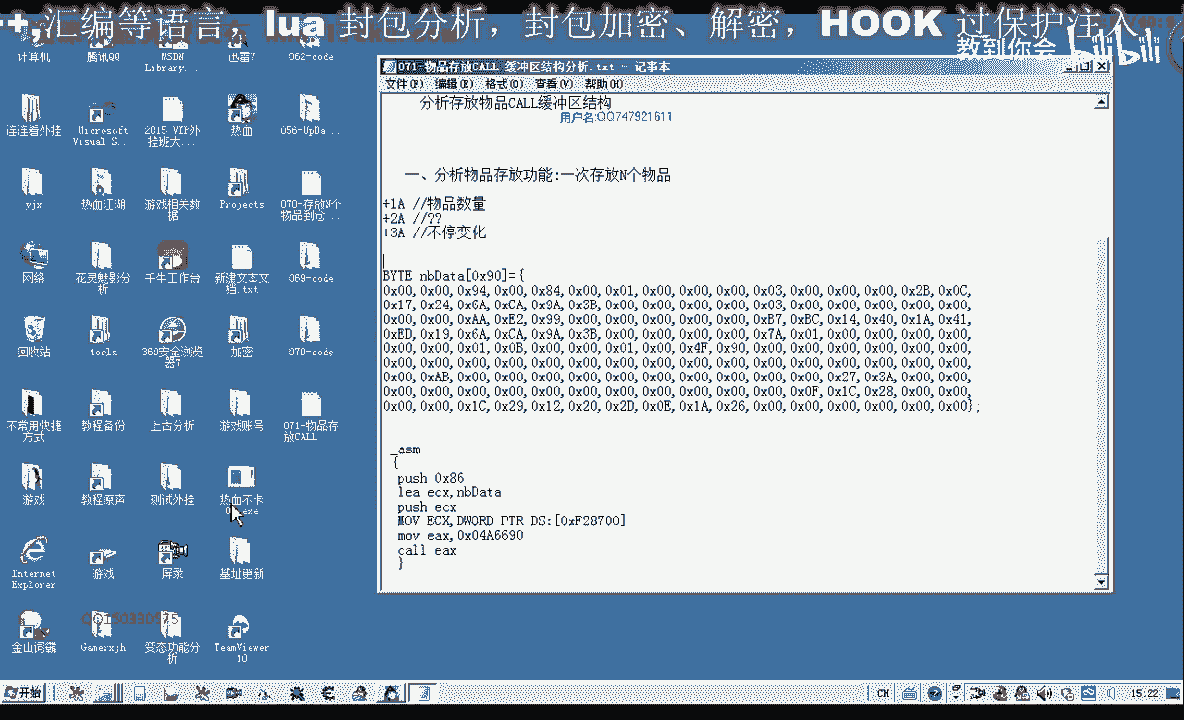 汇编等语言， lua 封包分析，封包加密、解密，HOOK 过保护注入
教到你会
bilibili
计算机
腾讯QQ
MSDN Library...
迅雷7
062-code
071-物品存放CALL 缓冲区结构分析.txt - 记事本
文件(F) 编辑(E) 格式(O) 查看(V) 帮助(H)
分析存放物品CALL缓冲区结构
用户名:QQ747921611
一、分析物品存放功能:一次存放N个物品
+1A //物品数量
+2A //??
+3A //不停变化
BYTE nbData[0x90]={
0x00,0x00,0x94,0x00,0x84,0x00,0x01,0x00,0x00,0x00,0x03,0x00,0x00,0x00,0x2B,0x0C,
0x17,0x24,0x6A,0xCA,0x9A,0x3B,0x00,0x00,0x00,0x00,0x03,0x00,0x00,0x00,0x00,0x00,
0x00,0x00,0xAA,0xE2,0x99,0x00,0x00,0x00,0x00,0x00,0xB7,0xBC,0x14,0x40,0x1A,0x41,
0xED,0x19,0x6A,0xCA,0x9A,0x3B,0x00,0x00,0x00,0x00,0x7A,0x01,0x00,0x00,0x00,0x00,
0x00,0x00,0x01,0x0B,0x00,0x00,0x01,0x00,0x4F,0x90,0x00,0x00,0x00,0x00,0x00,0x00,
0x00,0x00,0x00,0x00,0x00,0x00,0x00,0x00,0x00,0x00,0x00,0x00,0x00,0x00,0x00,0x00,
0x00,0xAB,0x00,0x00,0x00,0x00,0x00,0x00,0x00,0x00,0x00,0x27,0x3A,0x00,0x00,0x00,
0x00,0x00,0x00,0x00,0x00,0x00,0x00,0x00,0x00,0x00,0x00,0x0F,0x1C,0x28,0x00,0x00,
0x00,0x00,0x1C,0x29,0x12,0x20,0x2D,0x0E,0x1A,0x26,0x00,0x00,0x00,0x00,0x00,0x00};
_asm
{
push 0x86
lea ecx,nbData
push ecx
MOV ECX,DWORD PTR DS:[0xF28700]
mov eax,0x04A6690
call eax
}
连连看外挂
Microsoft Visual S...
2015 VIP外挂班大...
热血
056-UpDa...
yjx
热血江湖
游戏相关数据
Projects
070-存放N个物品到仓...
网络
花灵魅影分析
千牛工作台
新建文本文档.txt
069-code
回收站
tools
360安全浏览器7
加密
070-code
不常用快捷方式
教程备份
上古分析
游戏账号
071-物品存放CALL
游戏
教程原声
测试外挂
热血不卡
Internet Explorer
游戏
屏录
基址更新
金山词霸
Gamerxjh
变态功能分析
TeamViewer 10
开始
CH
15:22